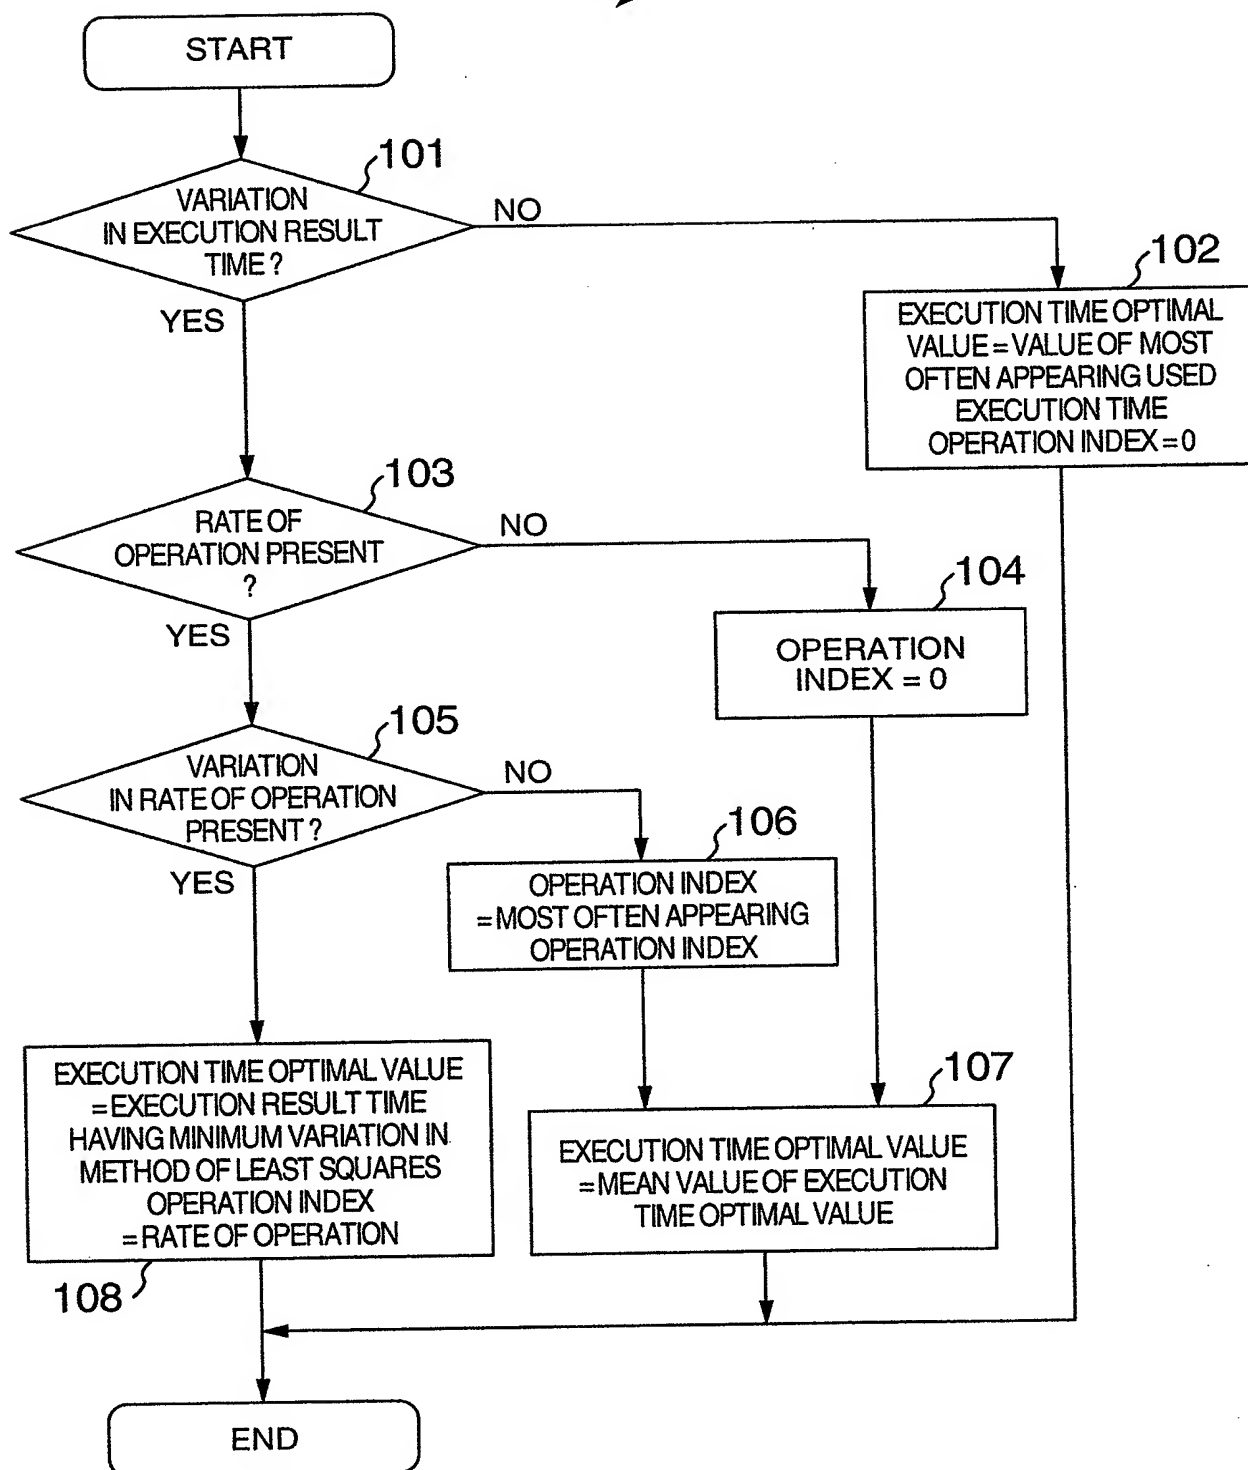 START
101
VARIATION
IN EXECUTION RESULT
TIME ?
NO
YES
102
EXECUTION TIME OPTIMAL
VALUE = VALUE OF MOST
OFTEN APPEARING USED
EXECUTION TIME
OPERATION INDEX = 0
103
RATE OF
OPERATION PRESENT
?
NO
YES
104
OPERATION
INDEX = 0
105
VARIATION
IN RATE OF OPERATION
PRESENT ?
NO
YES
106
OPERATION INDEX
= MOST OFTEN APPEARING
OPERATION INDEX
107
EXECUTION TIME OPTIMAL VALUE
= MEAN VALUE OF EXECUTION
TIME OPTIMAL VALUE
EXECUTION TIME OPTIMAL VALUE
= EXECUTION RESULT TIME
HAVING MINIMUM VARIATION IN
METHOD OF LEAST SQUARES
OPERATION INDEX
= RATE OF OPERATION
108
END